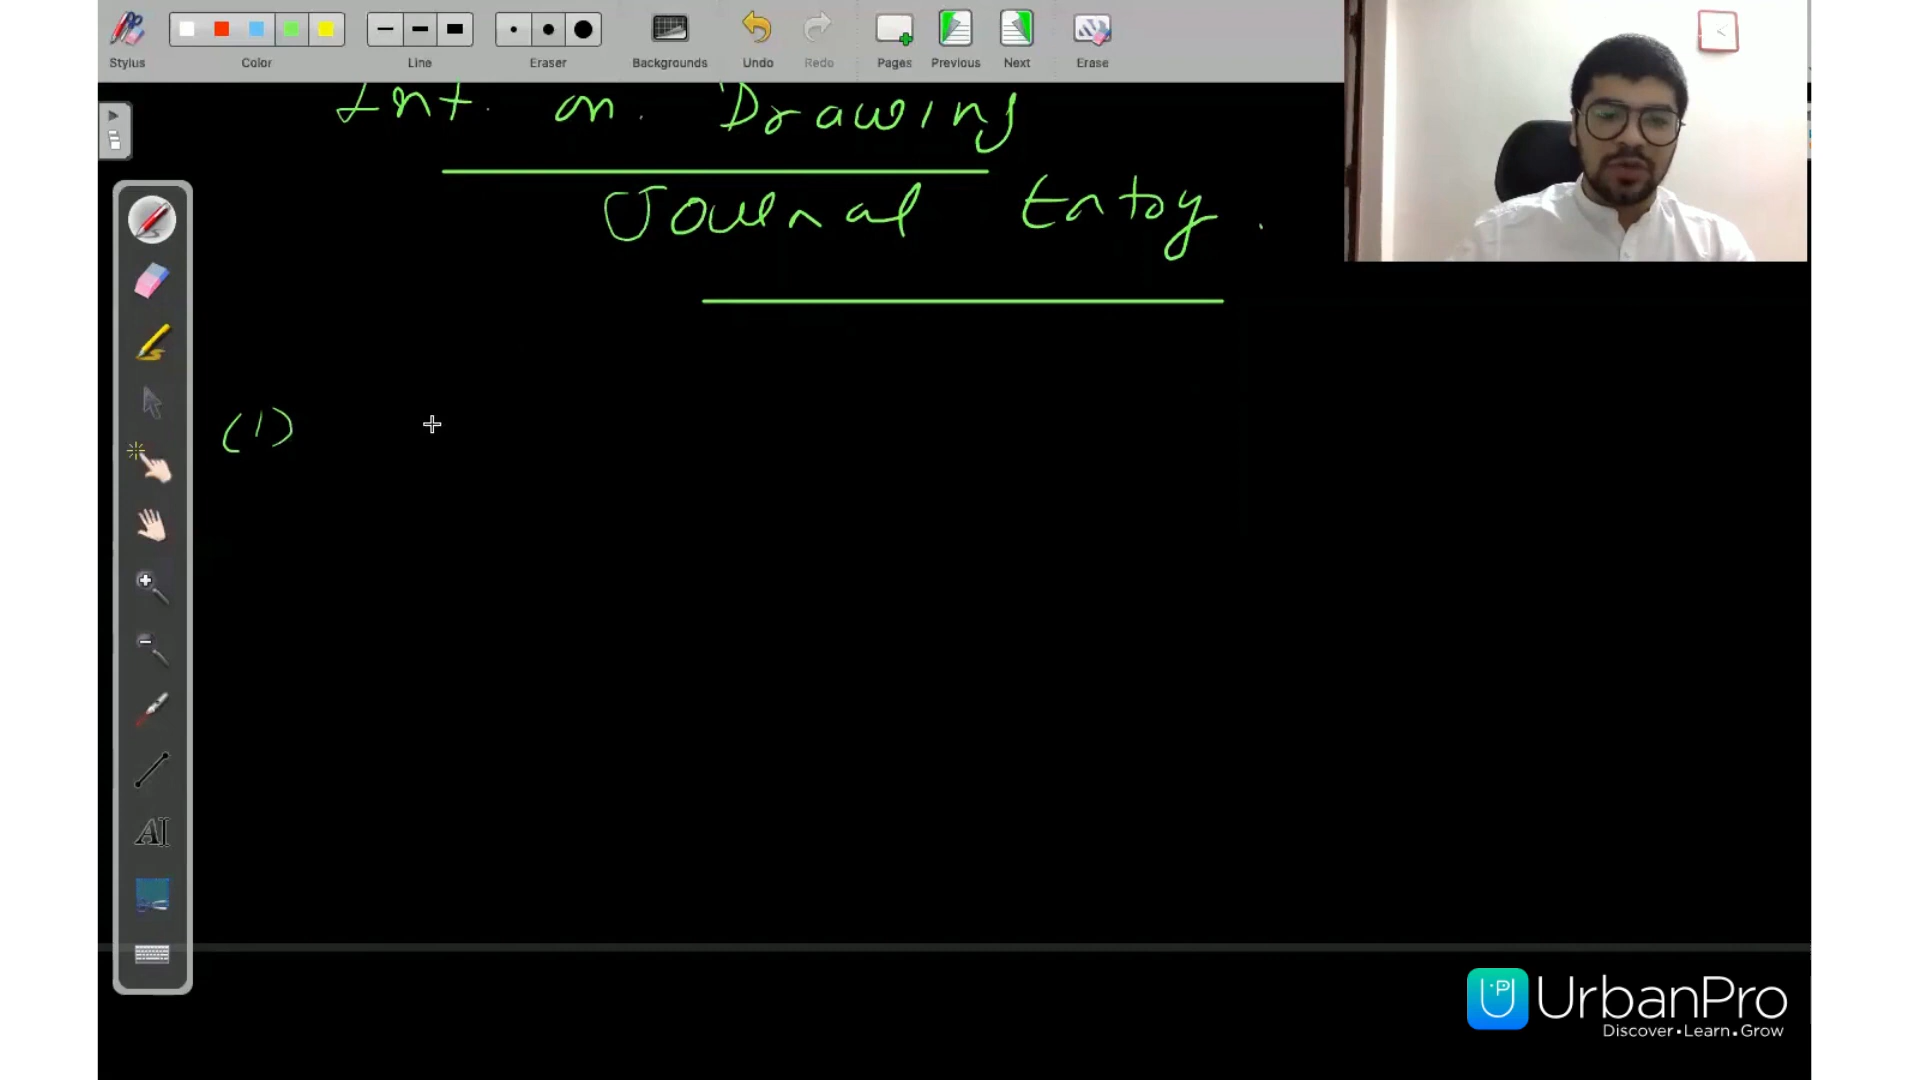 Stylus
Color
Line
Eraser
Backgrounds
Undo
Redo
Pages
Previous
Next
Erase
Int. on. Drawing
Journal Entry.
(1)
AI
UrbanPro
Discover•Learn•Grow